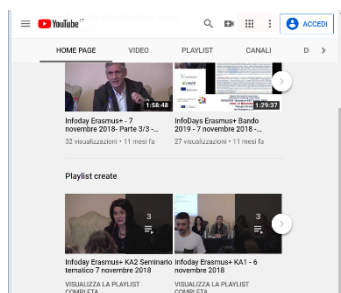 YouTube IT
ACCEDI
HOME PAGE VIDEO PLAYLIST CANALI D
1:58:48
1:29:37
Infoday Erasmus+ - 7 novembre 2018- Parte 3/3 -...
32 visualizzazioni • 11 mesi fa
InfoDays Erasmus+ Bando 2019 - 7 novembre 2018 -...
27 visualizzazioni • 11 mesi fa
Playlist create
3
3
Infoday Erasmus+ KA2 Seminario tematico 7 novembre 2018
VISUALIZZA LA PLAYLIST COMPLETA
Infoday Erasmus+ KA1 - 6 novembre 2018
VISUALIZZA LA PLAYLIST COMPLETA